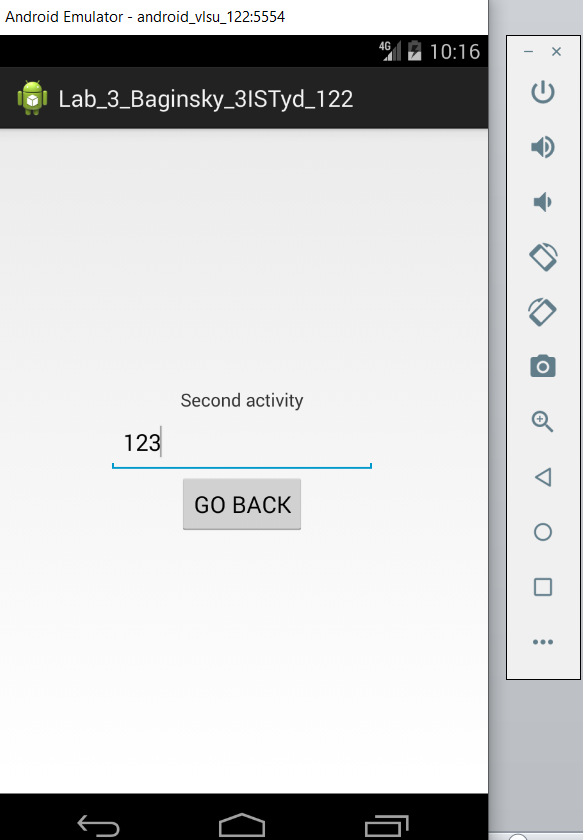 Android Emulator - android_vlsu_122:5554
4G 10:16
Lab_3_Baginsky_3ISTyd_122
Second activity
123
GO BACK